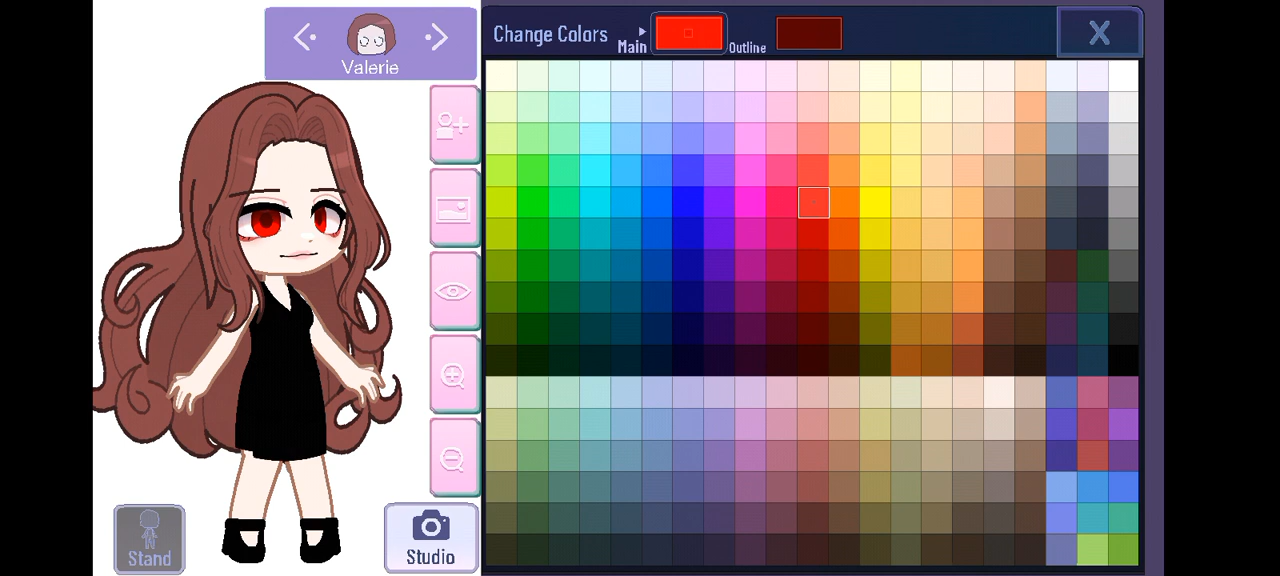 Valerie
Change Colors
Main
Outline
X
Stand
Studio